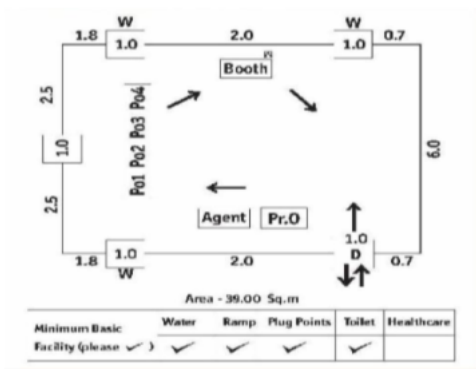 W W
1.8 1.0 2.0 1.0 0.7
Booth
2.5
Po1 Po2 Po3 Po4
1.0
6.0
2.5
Agent Pr.O
1.8 1.0 2.0 1.0 D 0.7
W
Area - 39.00 Sq.m
Minimum Basic Facility (please ✓) Water Ramp Plug Points Toilet Healthcare
✓ ✓ ✓ ✓